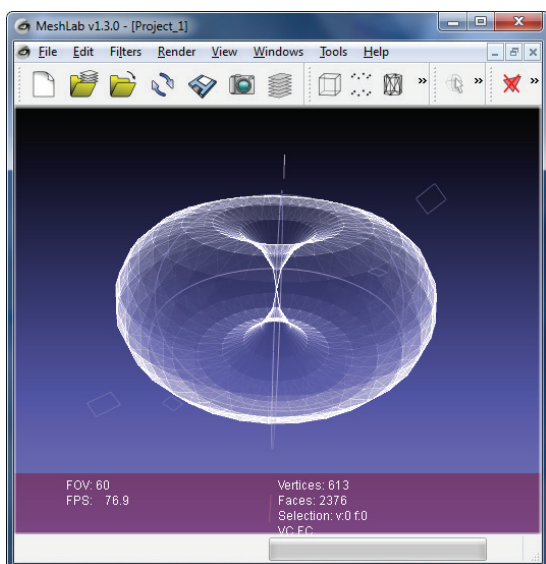 MeshLab v1.3.0 - [Project_1]
File Edit Filters Render View Windows Tools Help
» » »
FOV: 60
FPS: 76.9
Vertices: 613
Faces: 2376
Selection: v:0 f:0
VC FC